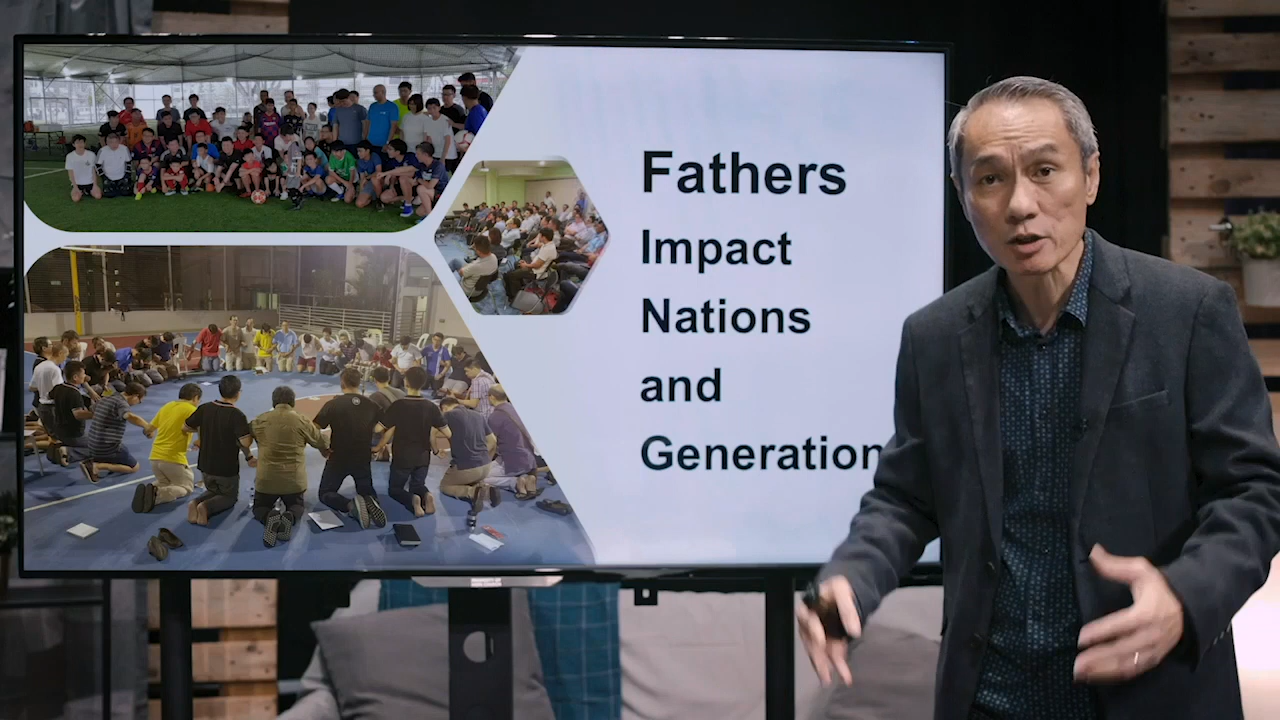 Fathers
Impact
Nations
and
Generation